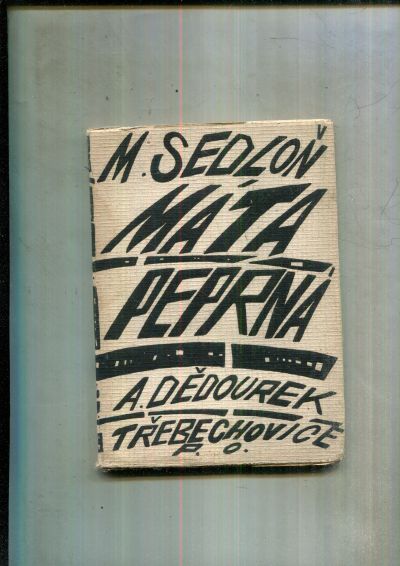 M. SEDLOŇ
MÁTA
PEPRNÁ
A. DĚDOUREK
TŘEBECHOVICE
P. O.